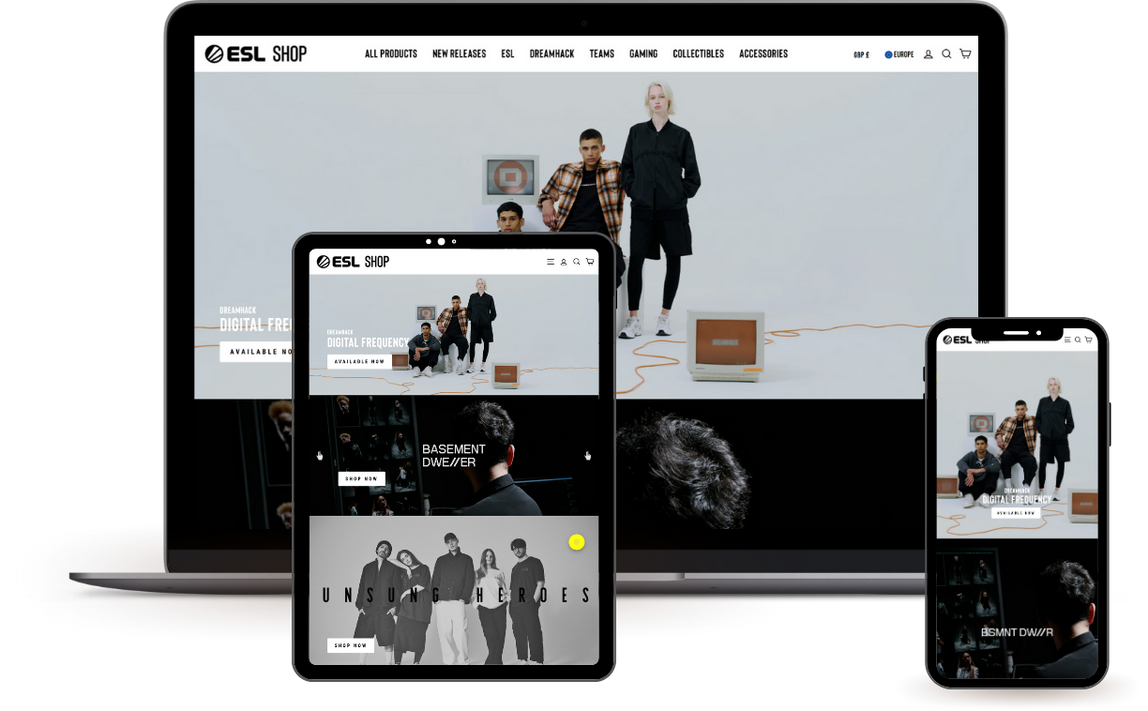 ESL SHOP
ALL PRODUCTS NEW RELEASES ESL DREAMHACK TEAMS GAMING COLLECTIBLES ACCESSORIES
GBP £ EUROPE
DREAMHACK
DIGITAL FRE
AVAILABLE NO
ESL SHOP
DREAMHACK
DIGITAL FREQUENCY
AVAILABLE NOW
BASEMENT
DWE//ER
SHOP NOW
UNSUNG HEROES
SHOP NOW
ESL SHOP
DREAMHACK
DIGITAL FREQUENCY
AVAILABLE NOW
BSMNT DW//R